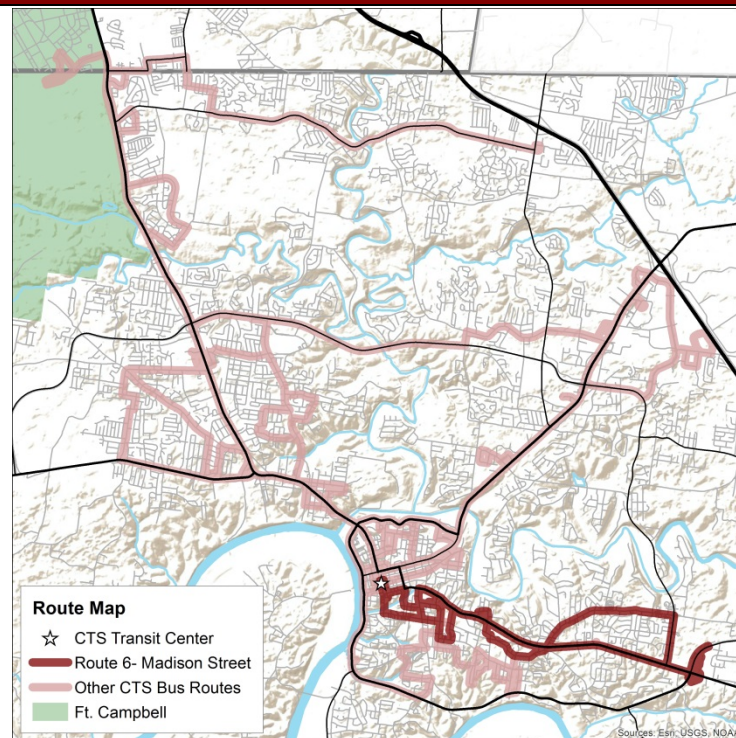 Route Map
CTS Transit Center
Route 6- Madison Street
Other CTS Bus Routes
Ft. Campbell
Sources: Esri, USGS, NOAA